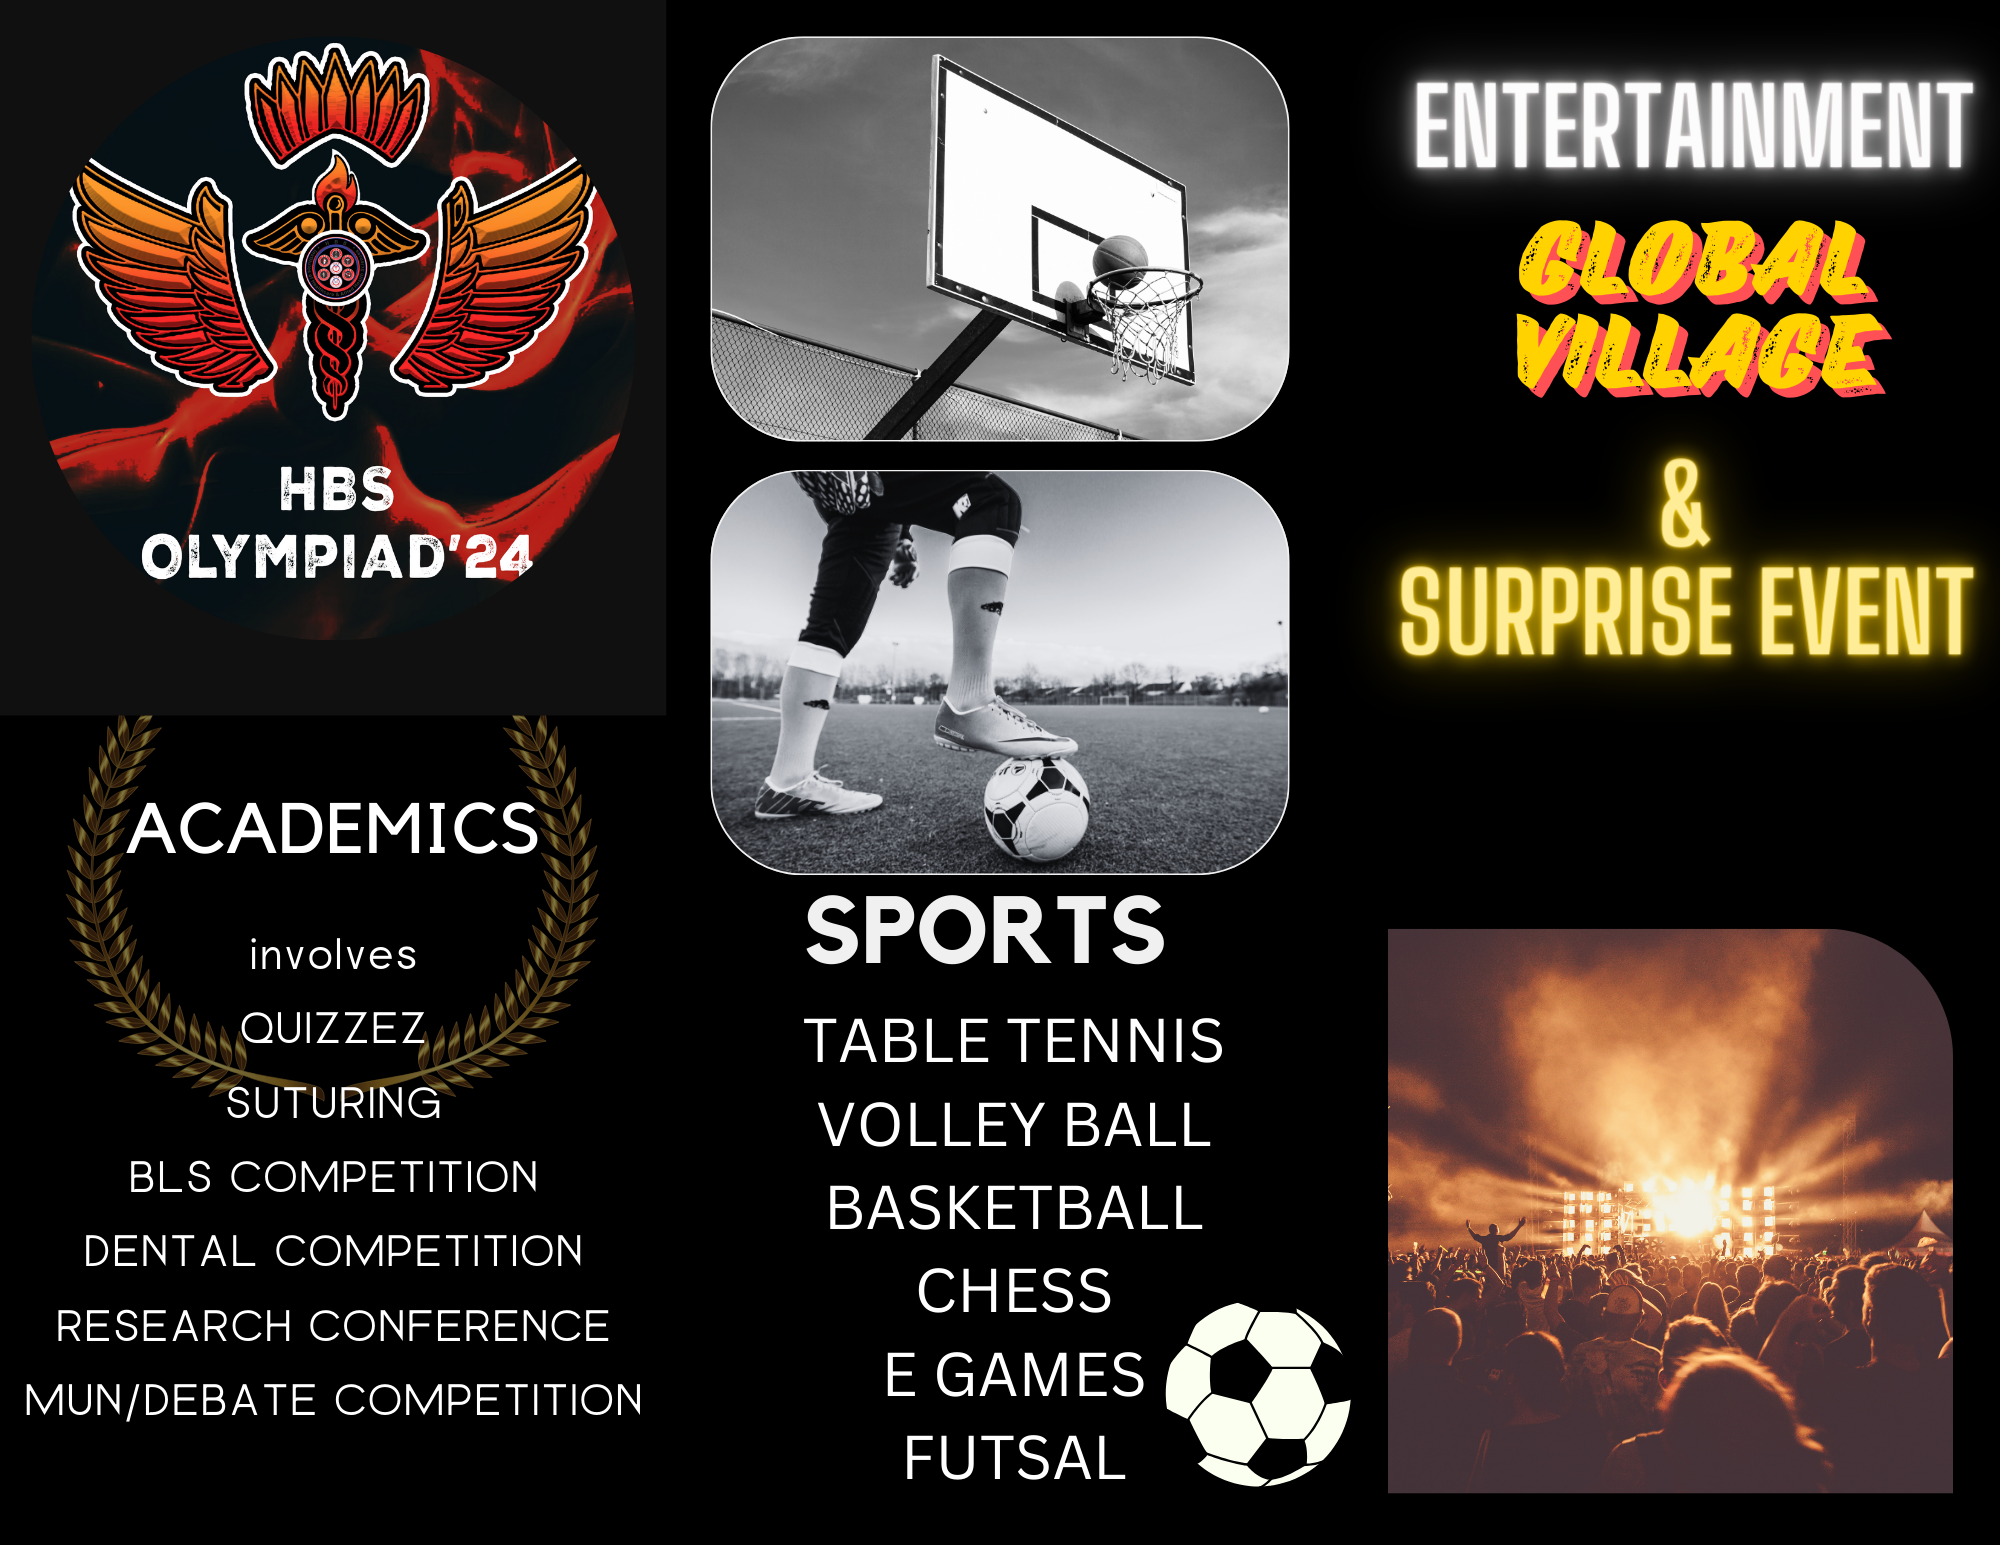 HBS
OLYMPIAD'24
ACADEMICS
involves
QUIZZEZ
SUTURING
BLS COMPETITION
DENTAL COMPETITION
RESEARCH CONFERENCE
MUN/DEBATE COMPETITION
SPORTS
TABLE TENNIS
VOLLEY BALL
BASKETBALL
CHESS
E GAMES
FUTSAL
ENTERTAINMENT
GLOBAL
VILLAGE
&
SURPRISE EVENT